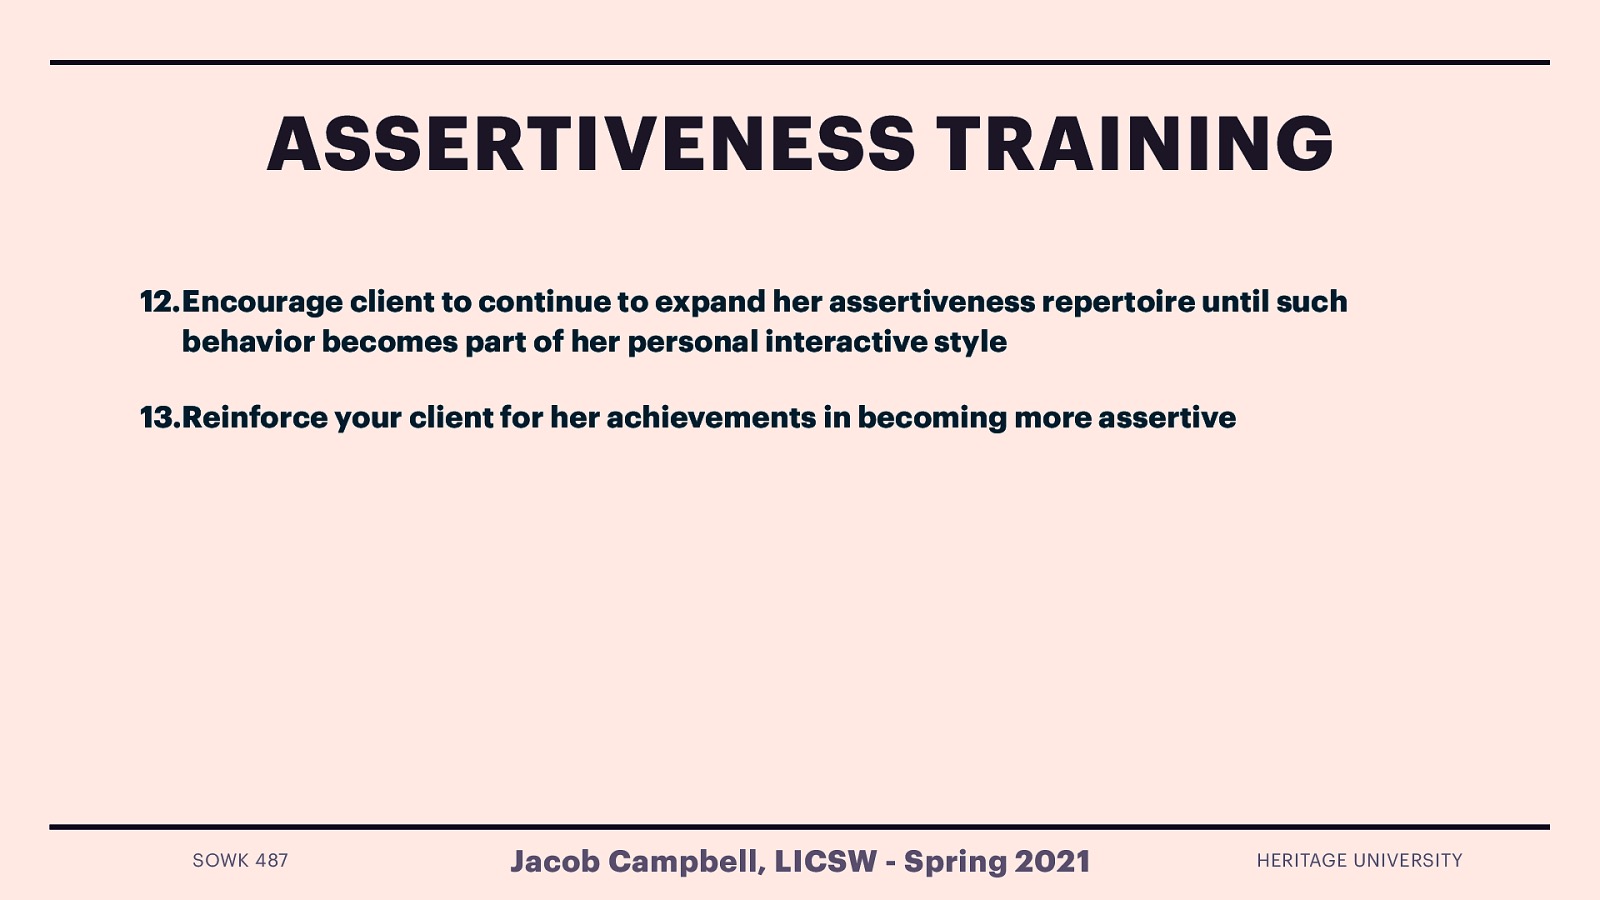 ASSERTIVENESS TRAINING
12. Encourage client to continue to expand her assertiveness repertoire until such
behavior becomes part of her personal interactive style
13. Reinforce your client for her achievements in becoming more assertive
SOWK 487
Jacob Campbell, LICSW - Spring 2021
HERITAGE UNIVERSITY